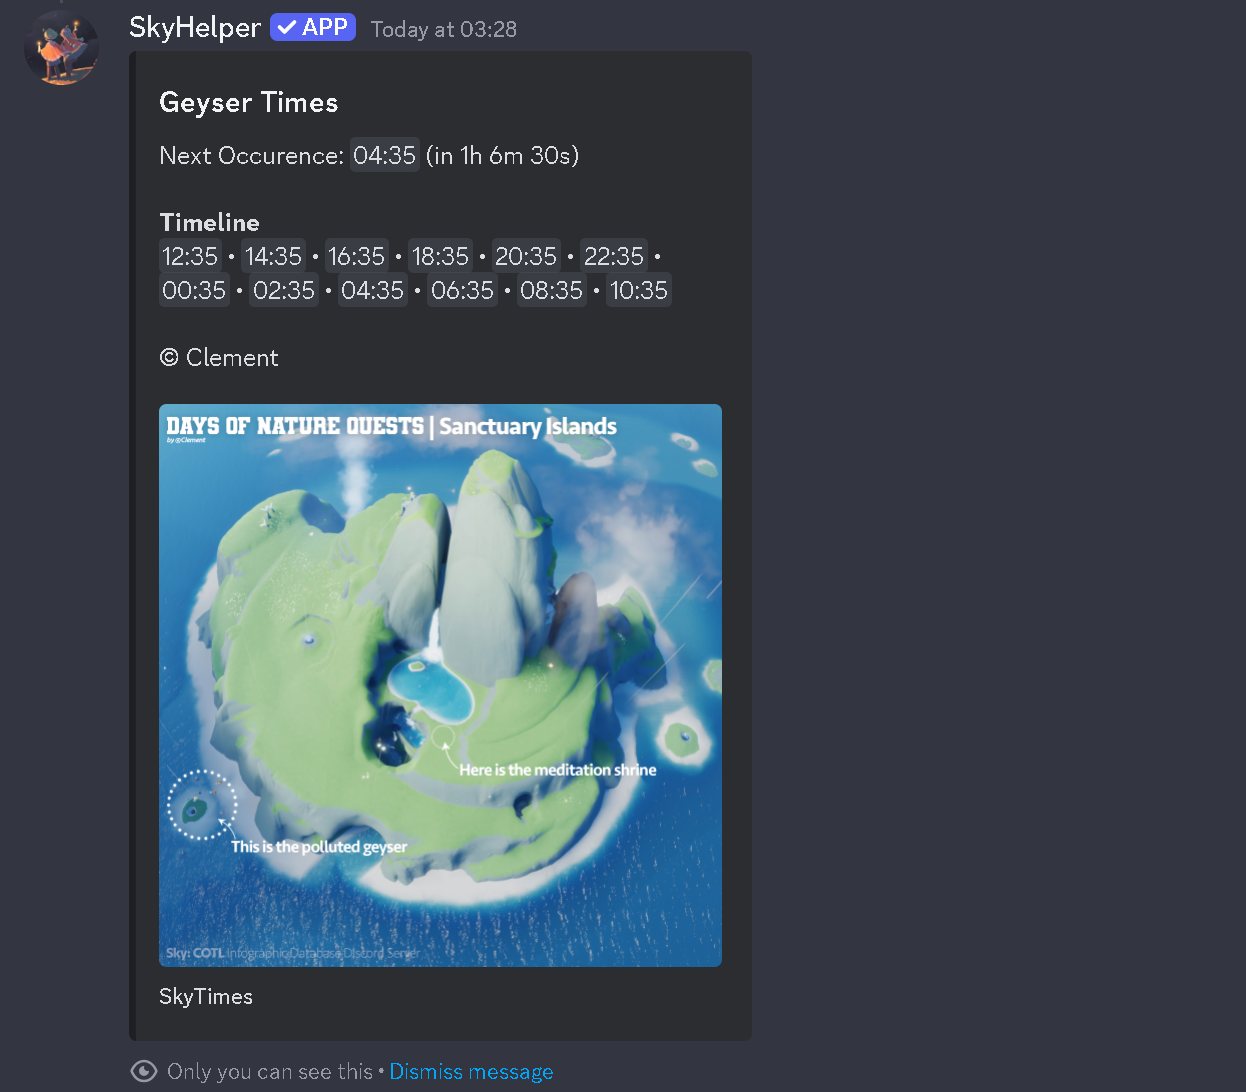 SkyHelper ✓ APP Today at 03:28
Geyser Times
Next Occurence: 04:35 (in 1h 6m 30s)
Timeline
12:35 • 14:35 • 16:35 • 18:35 • 20:35 • 22:35 •
00:35 • 02:35 • 04:35 • 06:35 • 08:35 • 10:35
© Clement
DAYS OF NATURE QUESTS | Sanctuary Islands
by @Clement
Here is the meditation shrine
This is the polluted geyser
Sky: COTL Infographic Database Discord Server
SkyTimes
Only you can see this • Dismiss message